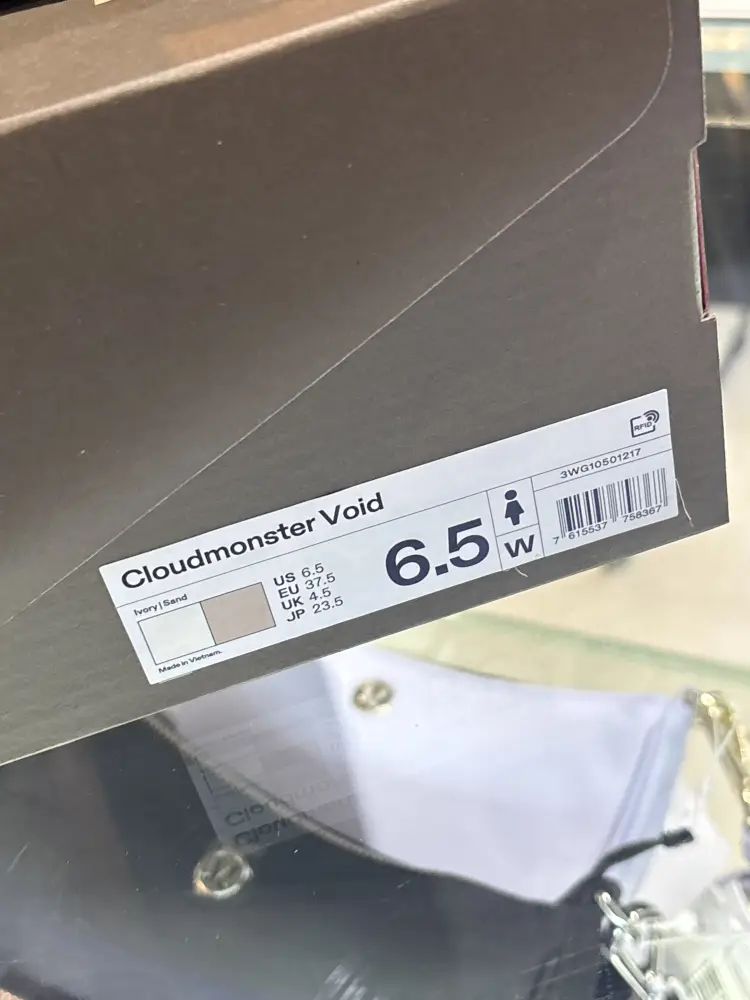 RFID
3WG10501217
Cloudmonster Void
Ivory | Sand
US 6.5
EU 37.5
UK 4.5
JP 23.5
6.5
W
7 615537 758367
Made in Vietnam.
Cloudmo